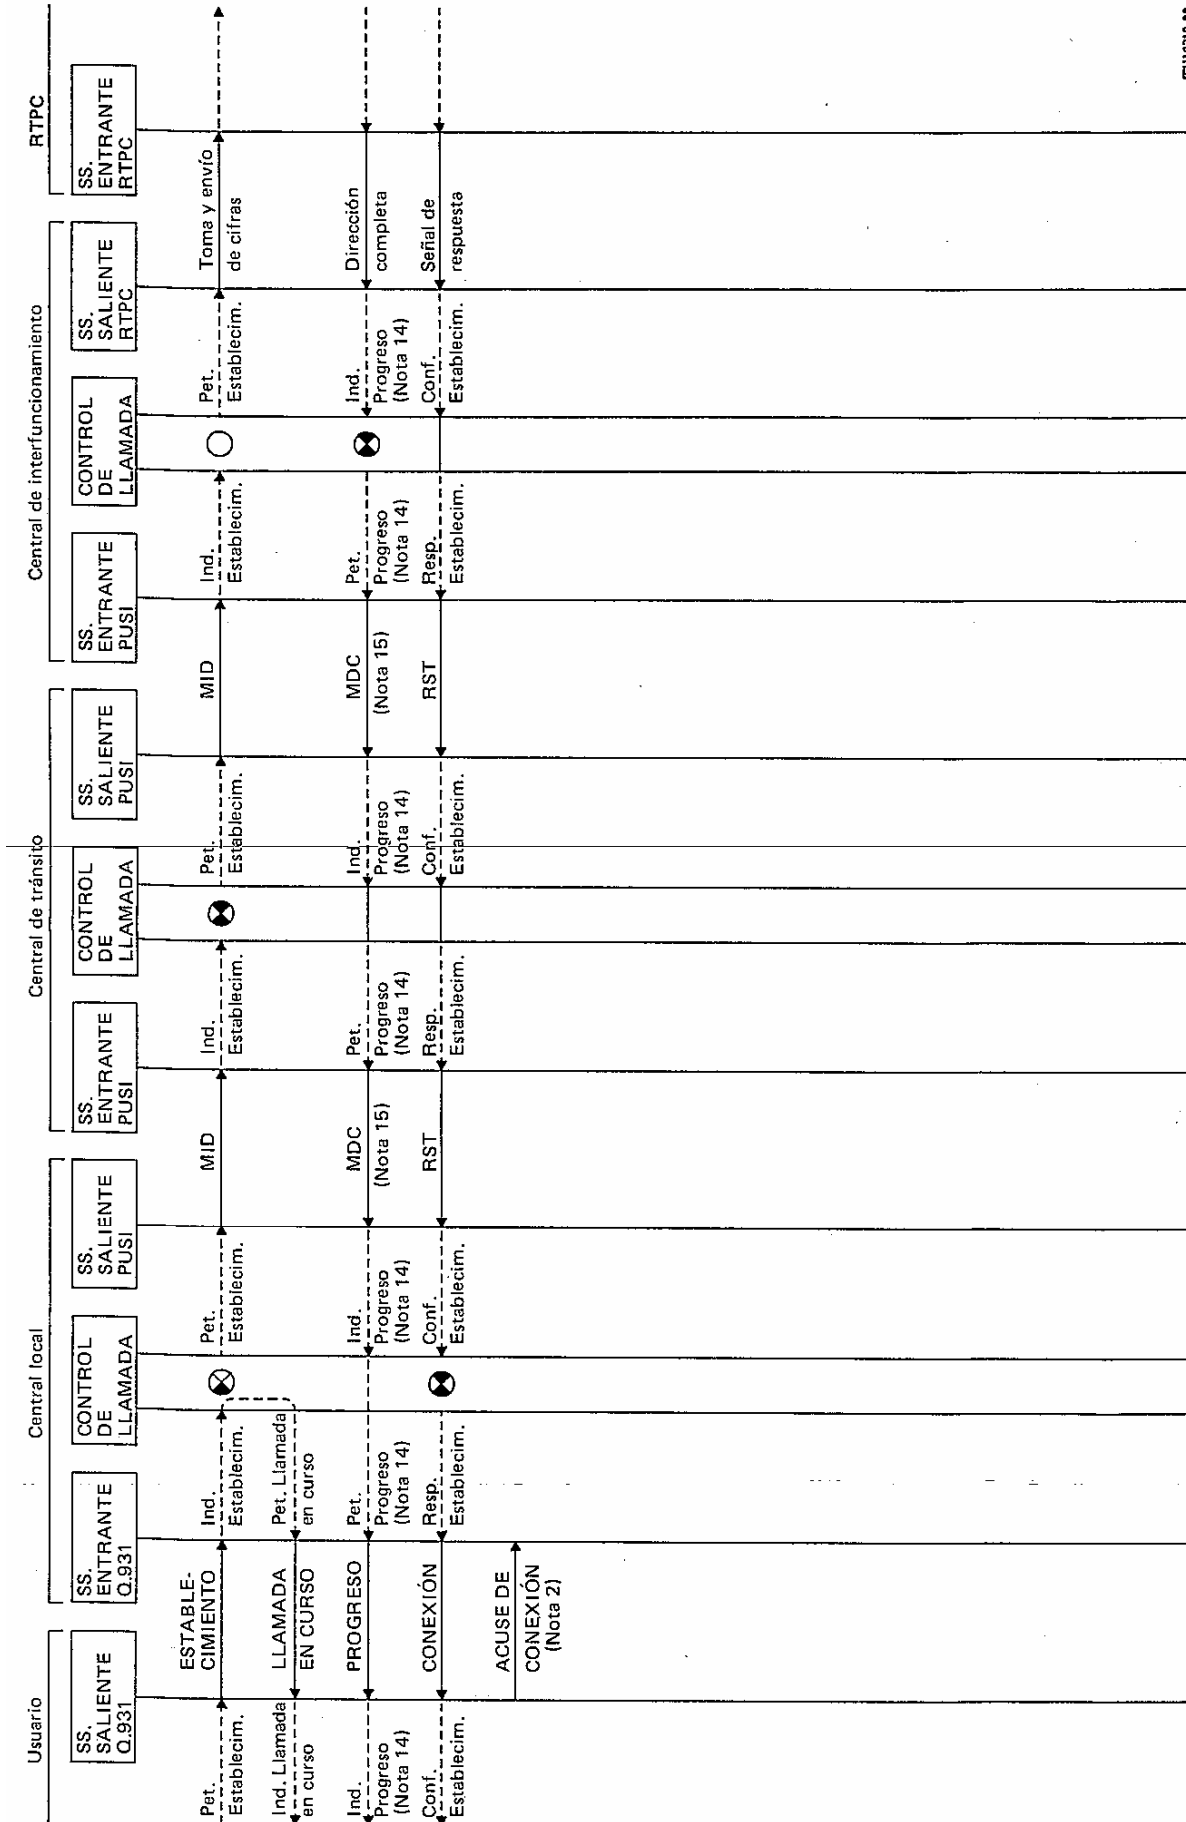 Usuario
Central local
Central de tránsito
Central de interfuncionamiento
RTPC
SS.
SALIENTE
Q.931
SS.
ENTRANTE
Q.931
CONTROL
DE
LLAMADA
SS.
SALIENTE
PUSI
SS.
ENTRANTE
PUSI
CONTROL
DE
LLAMADA
SS.
SALIENTE
PUSI
SS.
ENTRANTE
PUSI
CONTROL
DE
LLAMADA
SS.
SALIENTE
RTPC
SS.
ENTRANTE
RTPC
Pet.
Establecim.
ESTABLE-
CIMIENTO
Ind.
Establecim.
Pet.
Establecim.
MID
Ind.
Establecim.
Pet.
Establecim.
MID
Ind.
Establecim.
Pet.
Establecim.
Toma y envío
de cifras
Ind. Llamada
en curso
LLAMADA
EN CURSO
Pet. Llamada
en curso
Ind.
Progreso
(Nota 14)
PROGRESO
Pet.
Progreso
(Nota 14)
Ind.
Progreso
(Nota 14)
MDC
(Nota 15)
Pet.
Progreso
(Nota 14)
Ind.
Progreso
(Nota 14)
MDC
(Nota 15)
Pet.
Progreso
(Nota 14)
Ind.
Progreso
(Nota 14)
Dirección
completa
Conf.
Establecim.
CONEXIÓN
Resp.
Establecim.
Conf.
Establecim.
RST
Resp.
Establecim.
Conf.
Establecim.
RST
Resp.
Establecim.
Conf.
Establecim.
Señal de
respuesta
ACUSE DE
CONEXIÓN
(Nota 2)